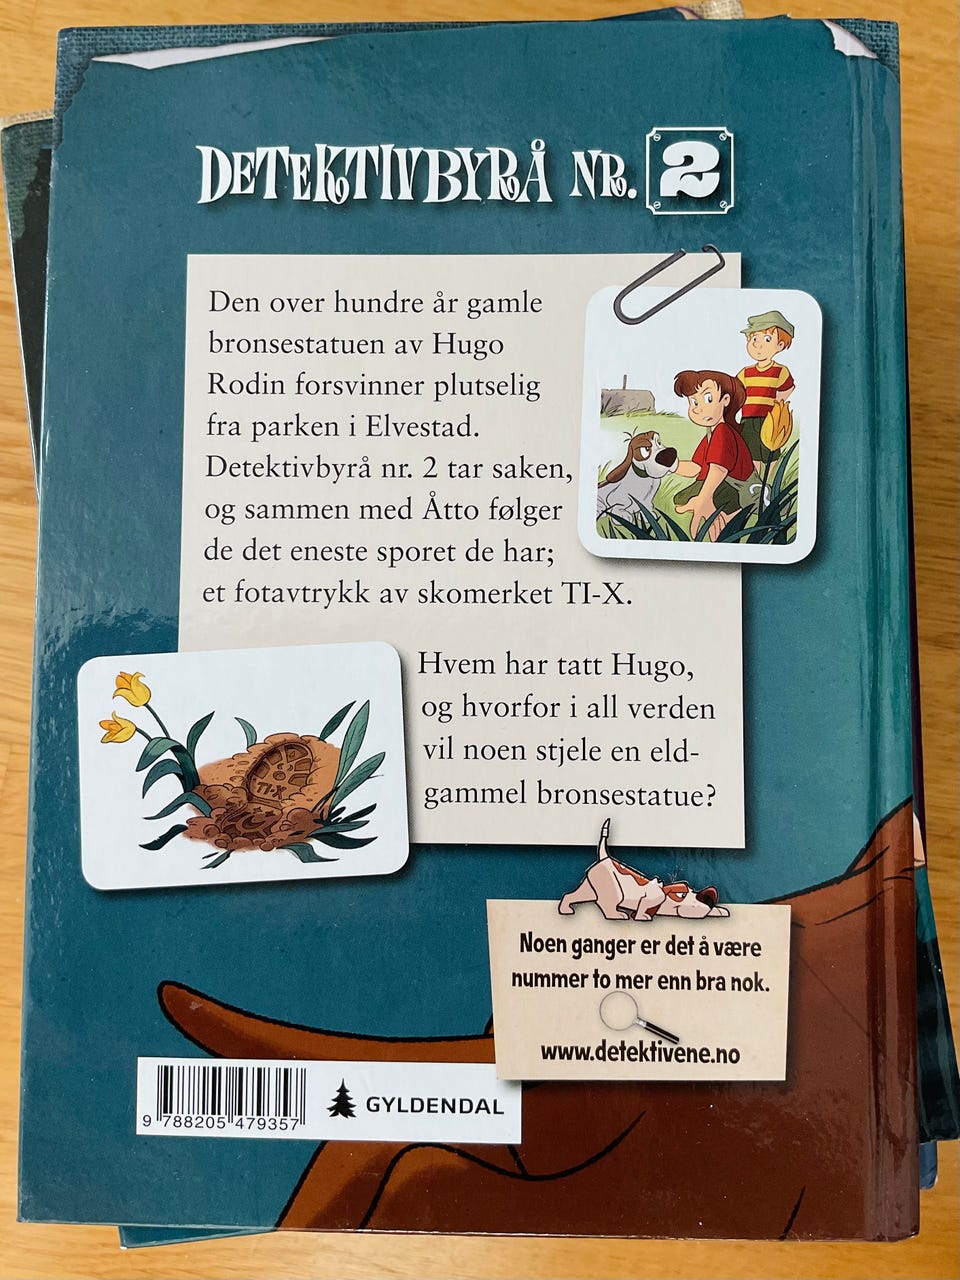 DETEKTIVBYRÅ NR. 2
Den over hundre år gamle
bronsestatuen av Hugo
Rodin forsvinner plutselig
fra parken i Elvestad.
Detektivbyrå nr. 2 tar saken,
og sammen med Åtto følger
de det eneste sporet de har;
et fotavtrykk av skomerket TI-X.
Hvem har tatt Hugo,
og hvorfor i all verden
vil noen stjele en eld-
gammel bronsestatue?
TI-X
Noen ganger er det å være
nummer to mer enn bra nok.
www.detektivene.no
GYLDENDAL
9 788205 479357